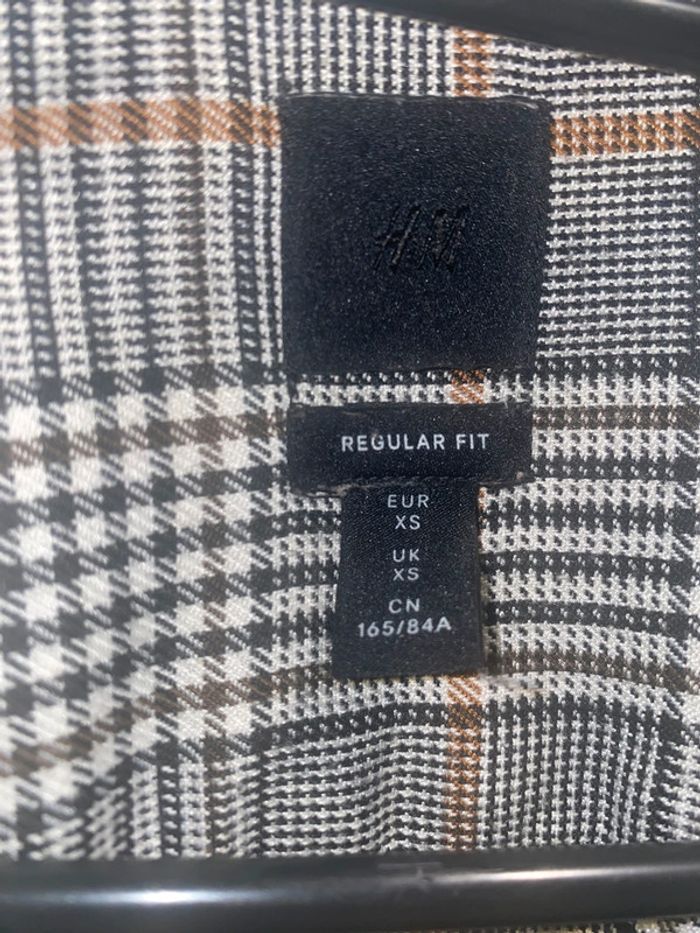 H&M
REGULAR FIT
EUR
XS
UK
XS
CN
165/84A